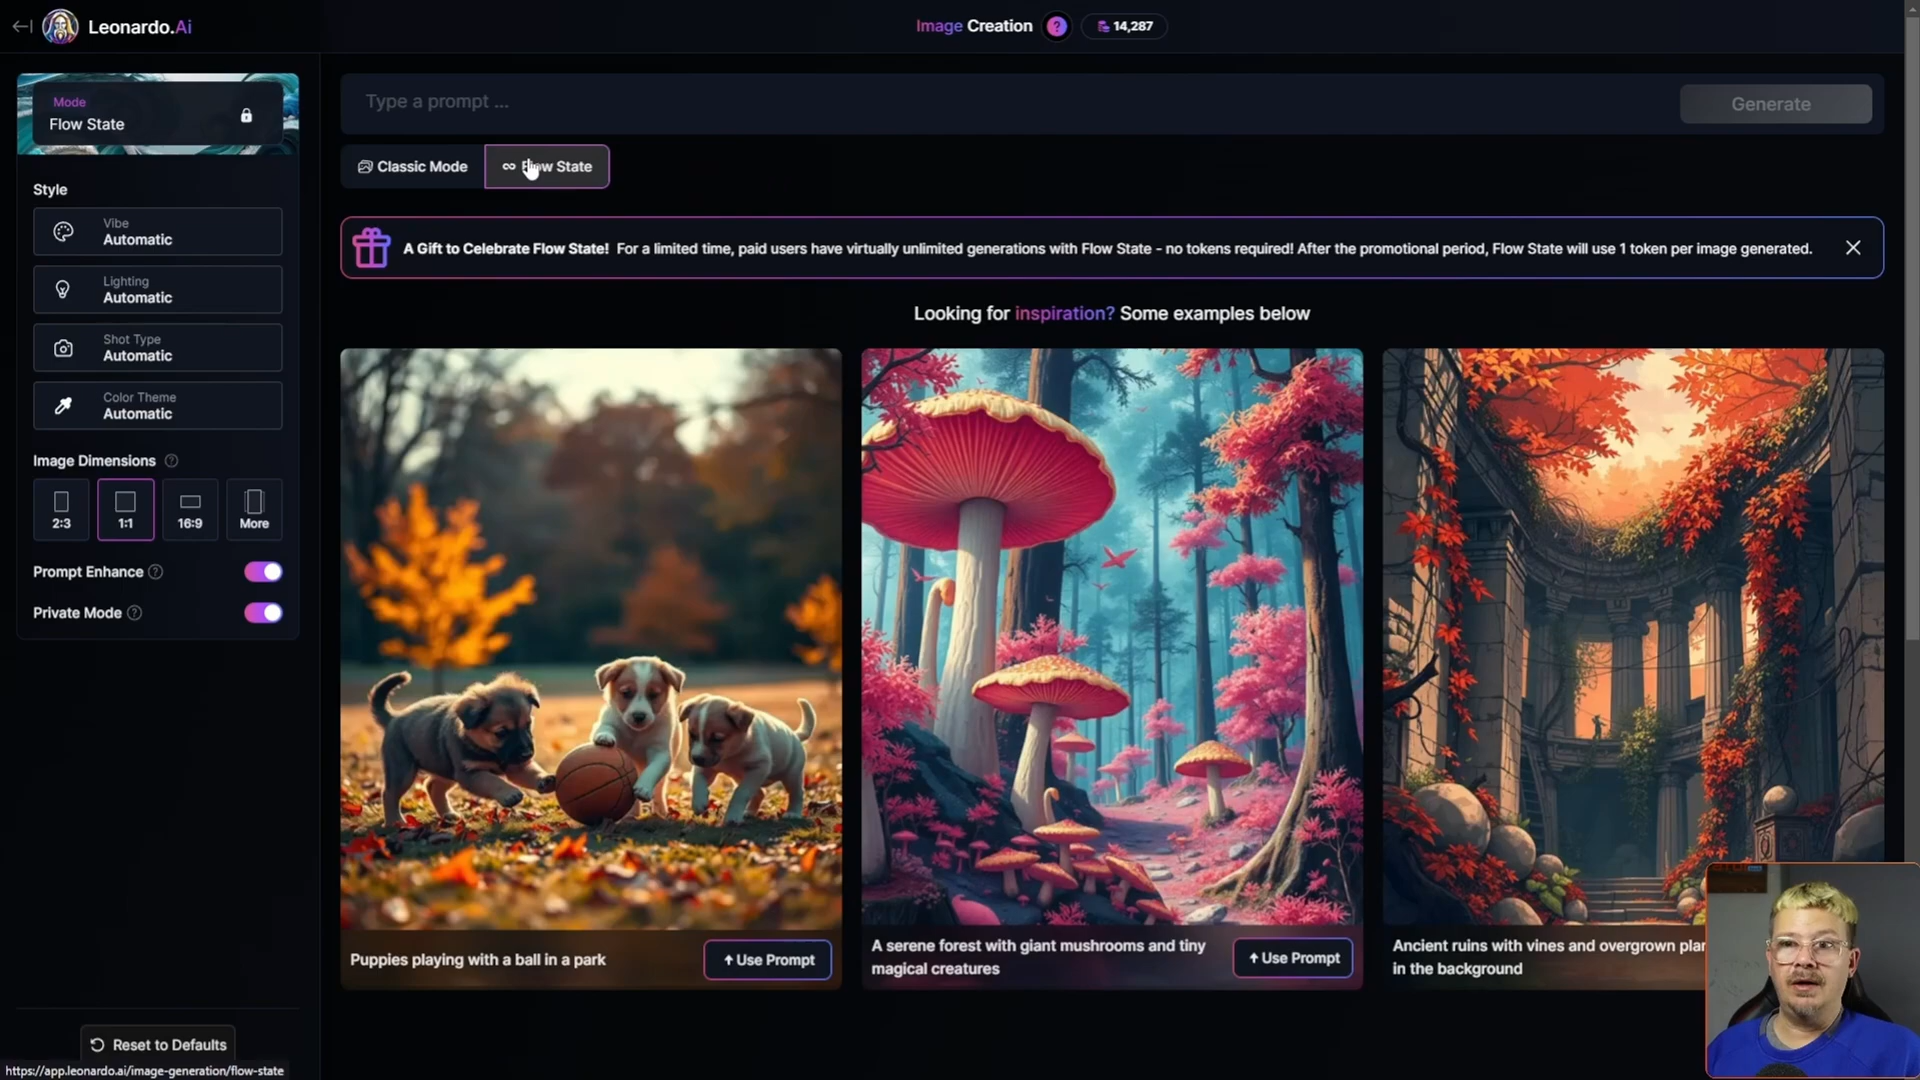 Leonardo.Ai
Image Creation
?
14,287
Mode
Flow State
Type a prompt ...
Generate
Classic Mode
Flow State
A Gift to Celebrate Flow State! For a limited time, paid users have virtually unlimited generations with Flow State - no tokens required! After the promotional period, Flow State will use 1 token per image generated.
Looking for inspiration? Some examples below
Style
Vibe
Automatic
Lighting
Automatic
Shot Type
Automatic
Color Theme
Automatic
Image Dimensions ?
2:3
1:1
16:9
More
Prompt Enhance ?
Private Mode ?
Puppies playing with a ball in a park
Use Prompt
A serene forest with giant mushrooms and tiny
magical creatures
Use Prompt
Ancient ruins with vines and overgrown
in the background
Reset to Defaults
https://app.leonardo.ai/image-generation/flow-state